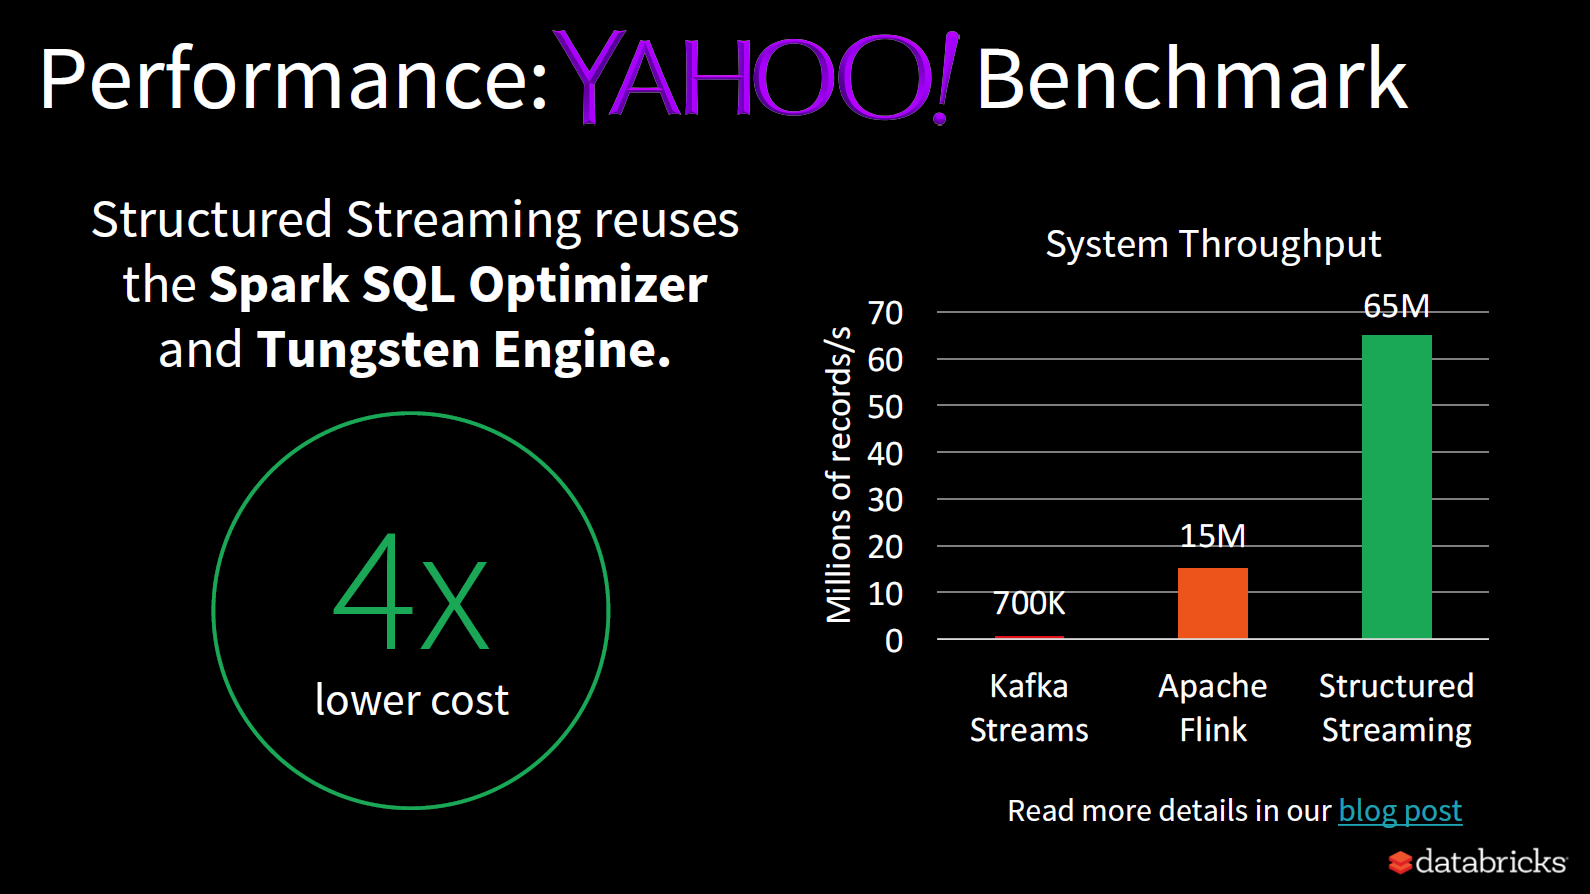 Performance: YAHOO! Benchmark
Structured Streaming reuses
the Spark SQL Optimizer
and Tungsten Engine.
4x
lower cost
System Throughput
Millions of records/s
70
60
50
40
30
20
10
0
700K
15M
65M
Kafka
Streams
Apache
Flink
Structured
Streaming
Read more details in our blog post
databricks